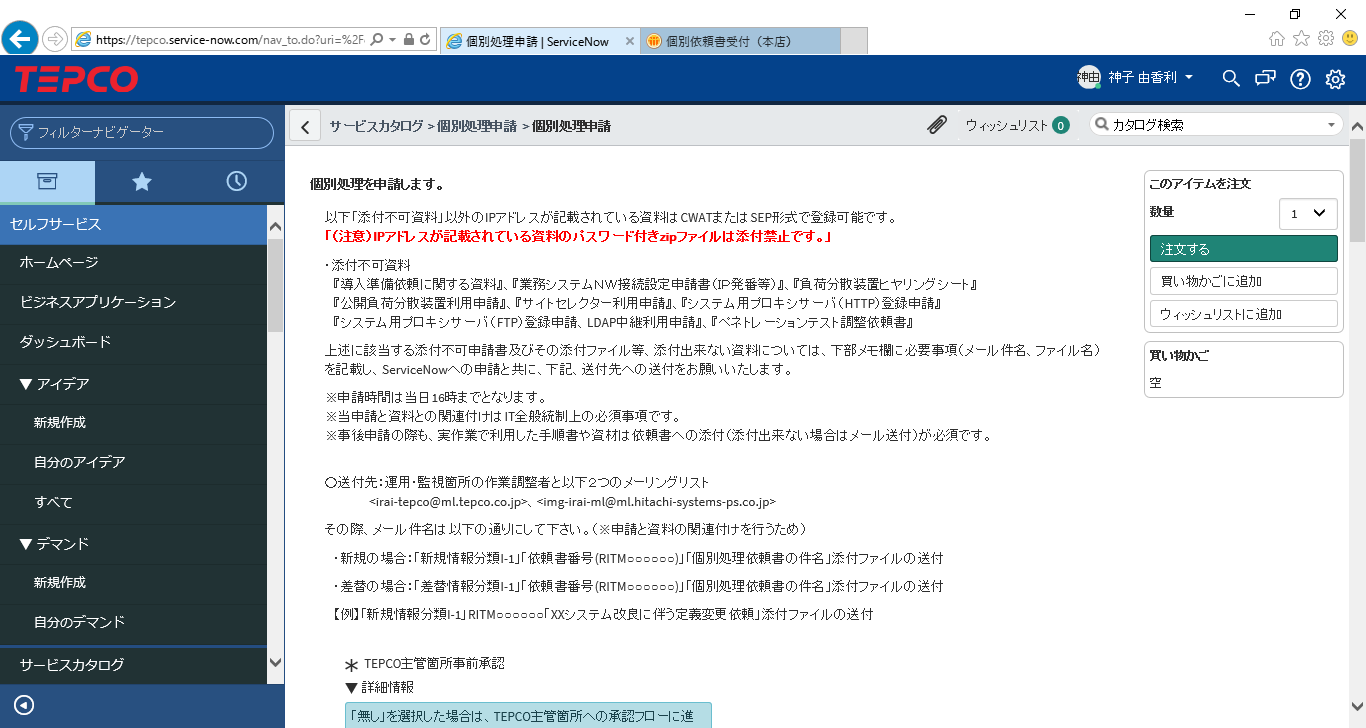 https://tepco.service-now.com/nav_to.do?uri=%2F
個別処理申請 | ServiceNow
個別依頼書受付（本店）
TEPCO
神由 神子 由香利
フィルターナビゲーター
サービスカタログ > 個別処理申請 > 個別処理申請
ウィッシュリスト 0
カタログ検索
セルフサービス
ホームページ
ビジネスアプリケーション
ダッシュボード
▼ アイデア
新規作成
自分のアイデア
すべて
▼ デマンド
新規作成
自分のデマンド
サービスカタログ
個別処理を申請します。
以下「添付不可資料」以外のIPアドレスが記載されている資料は CWATまたは SEP形式で登録可能です。
「（注意）IPアドレスが記載されている資料のパスワード付きzipファイルは添付禁止です。」
・添付不可資料
『導入準備依頼に関する資料』、『業務システムNW接続設定申請書（IP発番等）』、『負荷分散装置ヒヤリングシート』
『公開負荷分散装置利用申請』、『サイトセレクター利用申請』、『システム用プロキシサーバ（HTTP）登録申請』
『システム用プロキシサーバ（FTP）登録申請、LDAP中継利用申請』、『ペネトレーションテスト調整依頼書』
上述に該当する添付不可申請書及びその添付ファイル等、添付出来ない資料については、下部メモ欄に必要事項（メール件名、ファイル名）
を記載し、ServiceNowへの申請と共に、下記、送付先への送付をお願いいたします。
※申請時間は当日16時までとなります。
※当申請と資料との関連付けは IT全般統制上の必須事項です。
※事後申請の際も、実作業で利用した手順書や資材は依頼書への添付（添付出来ない場合はメール送付）が必須です。
〇送付先：運用・監視箇所の作業調整者と以下２つのメーリングリスト
<irai-tepco@ml.tepco.co.jp>、<img-irai-ml@ml.hitachi-systems-ps.co.jp>
その際、メール件名は以下の通りにして下さい。（※申請と資料の関連付けを行うため）
・新規の場合：「新規情報分類I-1」「依頼書番号(RITM○○○○○○)」「個別処理依頼書の件名」添付ファイルの送付
・差替の場合：「差替情報分類I-1」「依頼書番号(RITM○○○○○○)」「個別処理依頼書の件名」添付ファイルの送付
【例】「新規情報分類I-1」 RITM○○○○○○「XXシステム改良に伴う定義変更依頼」添付ファイルの送付
＊ TEPCO主管箇所事前承認
▼ 詳細情報
「無し」を選択した場合は、TEPCO主管箇所への承認フローに進
このアイテムを注文
数量 1
注文する
買い物かごに追加
ウィッシュリストに追加
買い物かご
空